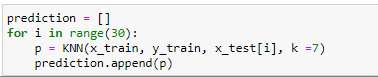 prediction = []
for i in range(30):
    p = KNN(x_train, y_train, x_test[i], k =7)
    prediction.append(p)